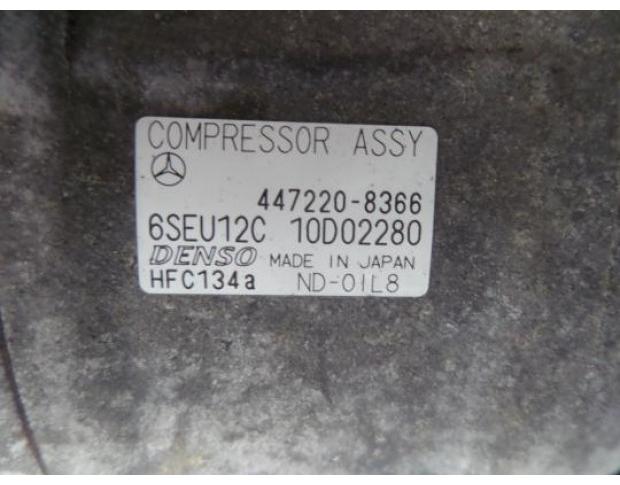 COMPRESSOR ASSY
447220-8366
6SEU12C 10D02280
DENSO MADE IN JAPAN
HFC134a ND-OIL8